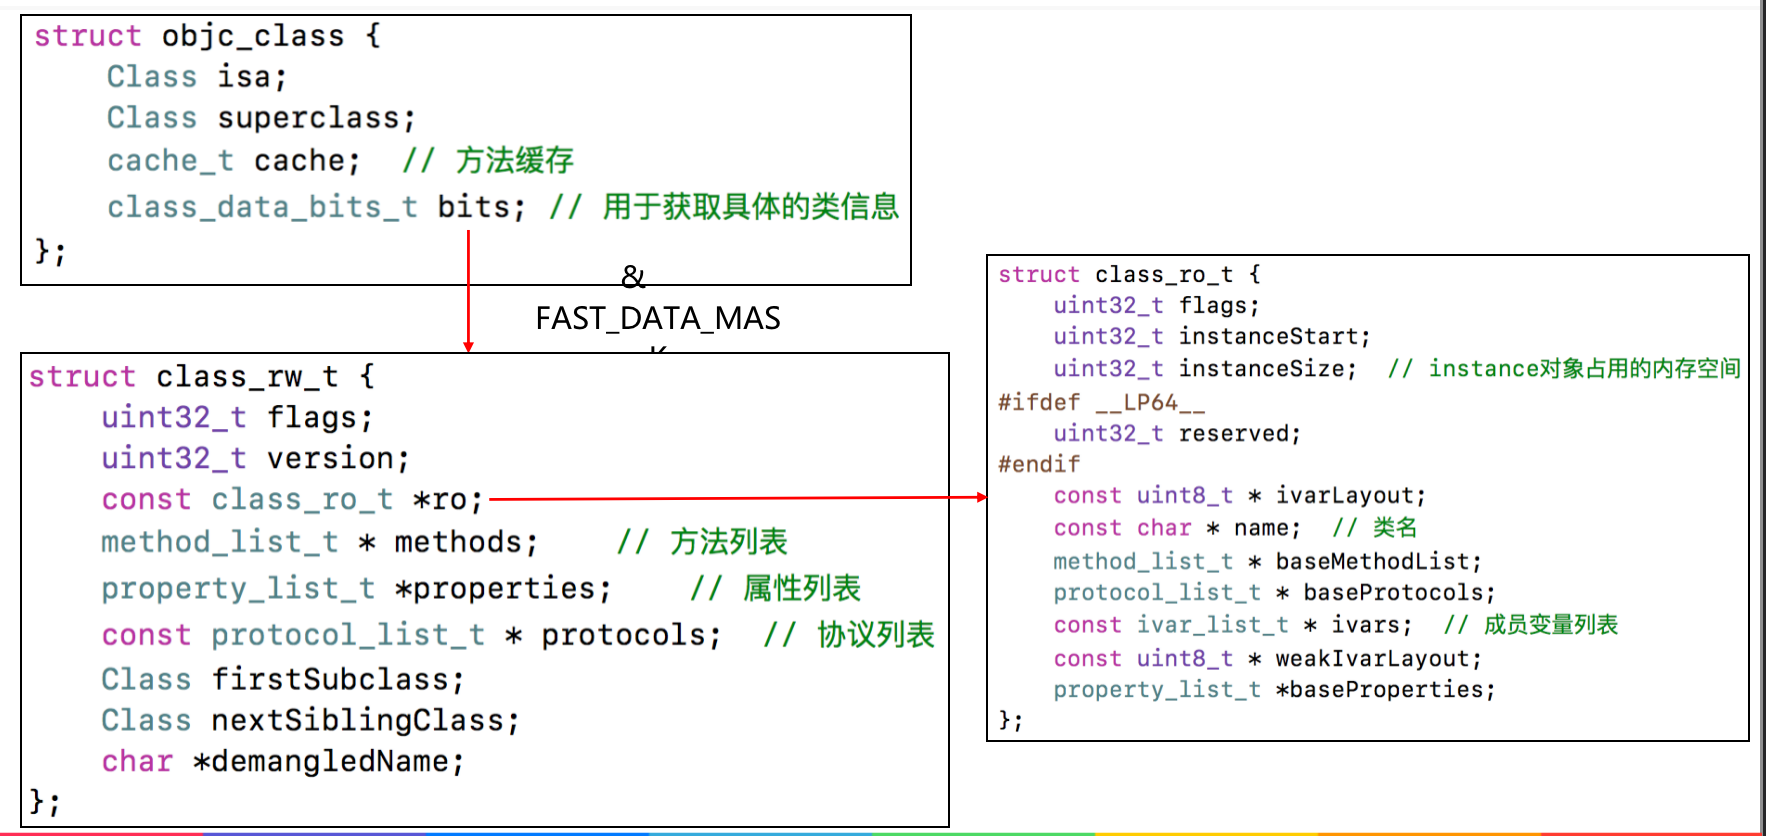 struct objc_class {
    Class isa;
    Class superclass;
    cache_t cache;  // 方法缓存
    class_data_bits_t bits; // 用于获取具体的类信息
};
&
FAST_DATA_MAS
struct class_rw_t {
    uint32_t flags;
    uint32_t version;
    const class_ro_t *ro;
    method_list_t * methods;    // 方法列表
    property_list_t *properties;    // 属性列表
    const protocol_list_t * protocols;  // 协议列表
    Class firstSubclass;
    Class nextSiblingClass;
    char *demangledName;
};
struct class_ro_t {
    uint32_t flags;
    uint32_t instanceStart;
    uint32_t instanceSize;  // instance对象占用的内存空间
#ifdef __LP64__
    uint32_t reserved;
#endif
    const uint8_t * ivarLayout;
    const char * name;  // 类名
    method_list_t * baseMethodList;
    protocol_list_t * baseProtocols;
    const ivar_list_t * ivars;  // 成员变量列表
    const uint8_t * weakIvarLayout;
    property_list_t *baseProperties;
};